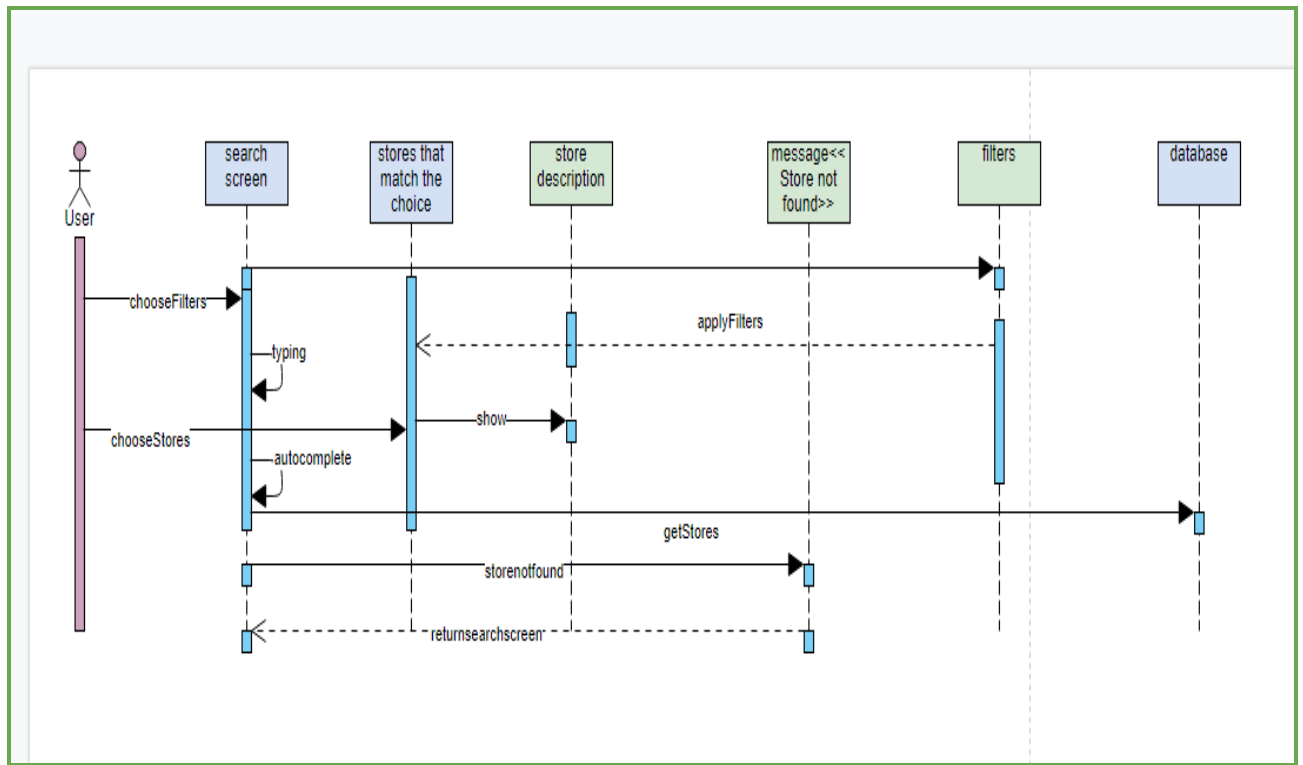 search
screen
stores that
match the
choice
store
description
message<<
Store not
found>>
filters
database
User
chooseFilters
applyFilters
typing
show
chooseStores
autocomplete
getStores
storenotfound
returnsearchscreen